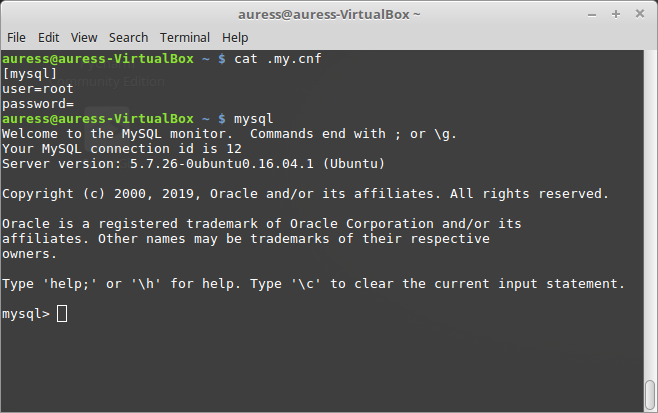 auress@auress-VirtualBox ~
File Edit View Search Terminal Help
auress@auress-VirtualBox ~ $ cat .my.cnf
[mysql]
user=root
password=
auress@auress-VirtualBox ~ $ mysql
Welcome to the MySQL monitor.  Commands end with ; or \g.
Your MySQL connection id is 12
Server version: 5.7.26-0ubuntu0.16.04.1 (Ubuntu)
Copyright (c) 2000, 2019, Oracle and/or its affiliates. All rights reserved.
Oracle is a registered trademark of Oracle Corporation and/or its
affiliates. Other names may be trademarks of their respective
owners.
Type 'help;' or '\h' for help. Type '\c' to clear the current input statement.
mysql>